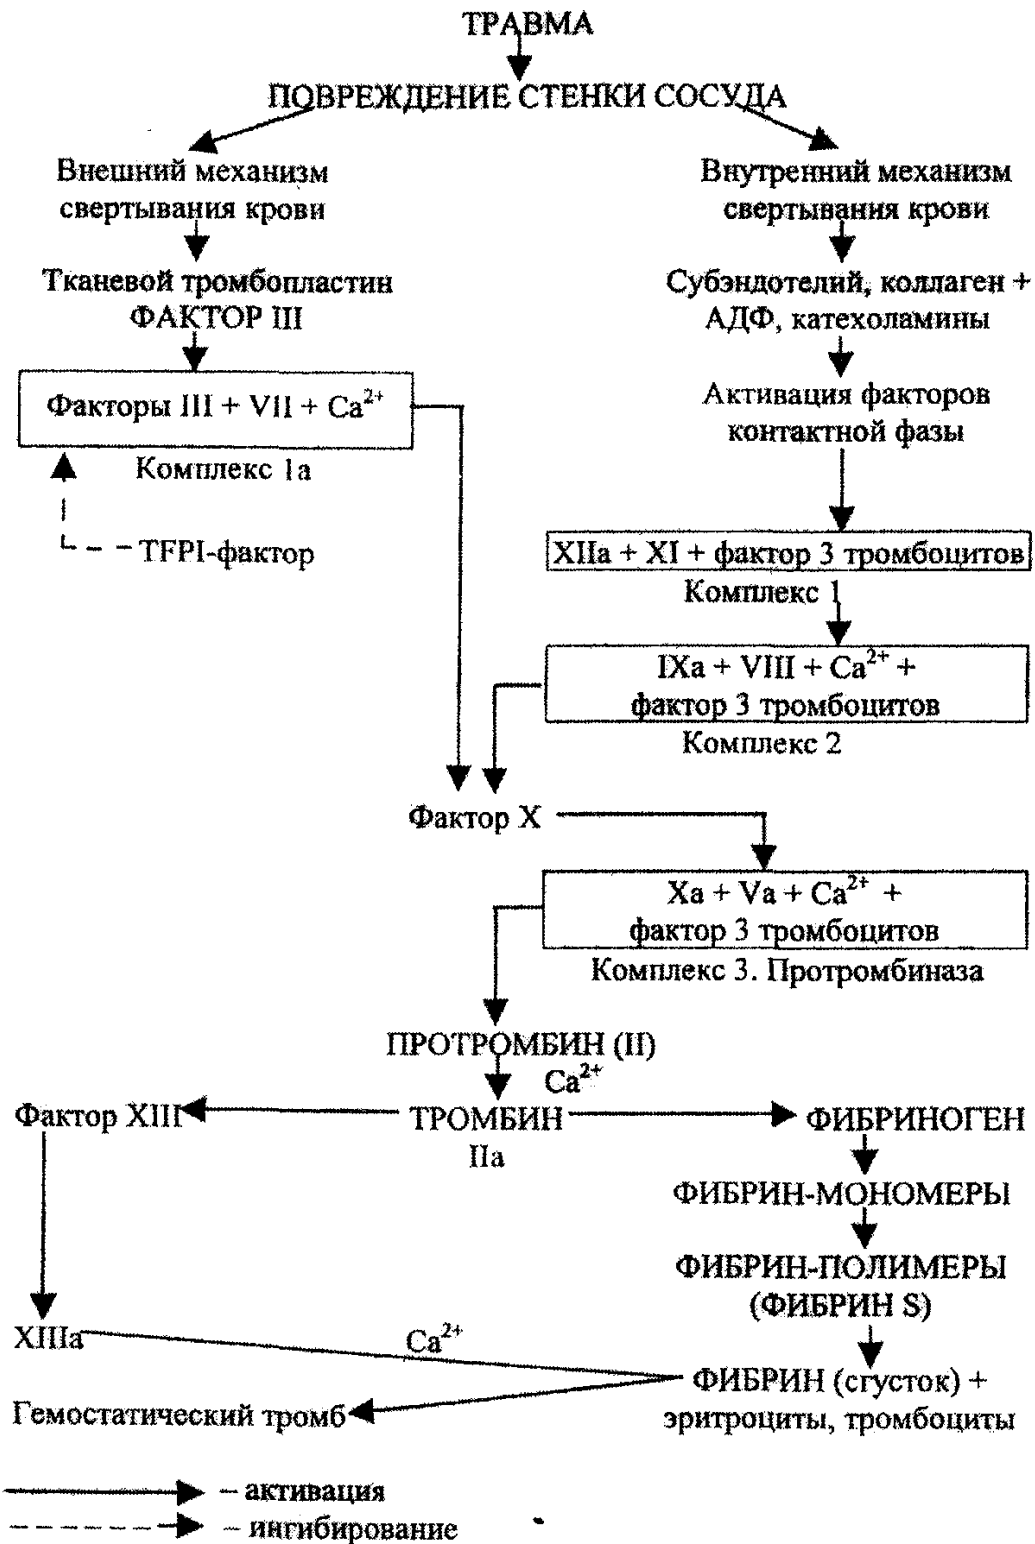 ТРАВМА
ПОВРЕЖДЕНИЕ СТЕНКИ СОСУДА
Внешний механизм
свертывания крови
Тканевой тромбопластин
ФАКТОР III
Факторы III + VII + Ca²⁺
Комплекс 1а
TFPI-фактор
Внутренний механизм
свертывания крови
Субэндотелий, коллаген +
АДФ, катехоламины
Активация факторов
контактной фазы
XIIa + XI + фактор 3 тромбоцитов
Комплекс 1
IXa + VIII + Ca²⁺ +
фактор 3 тромбоцитов
Комплекс 2
Фактор X
Xa + Va + Ca²⁺ +
фактор 3 тромбоцитов
Комплекс 3. Протромбиназа
ПРОТРОМБИН (II)
Ca²⁺
Фактор XIII
ТРОМБИН
IIa
ФИБРИНОГЕН
ФИБРИН-МОНОМЕРЫ
ФИБРИН-ПОЛИМЕРЫ
(ФИБРИН S)
XIIIa
Ca²⁺
ФИБРИН (сгусток) +
эритроциты, тромбоциты
Гемостатический тромб
– активация
– ингибирование